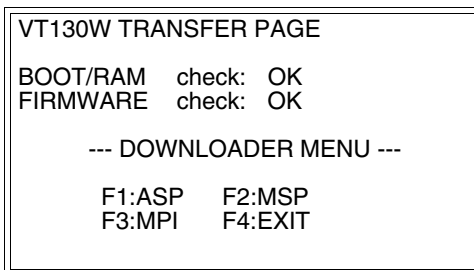 VT130W TRANSFER PAGE
BOOT/RAM check: OK
FIRMWARE check: OK
--- DOWNLOADER MENU ---
F1:ASP F2:MSP
F3:MPI F4:EXIT